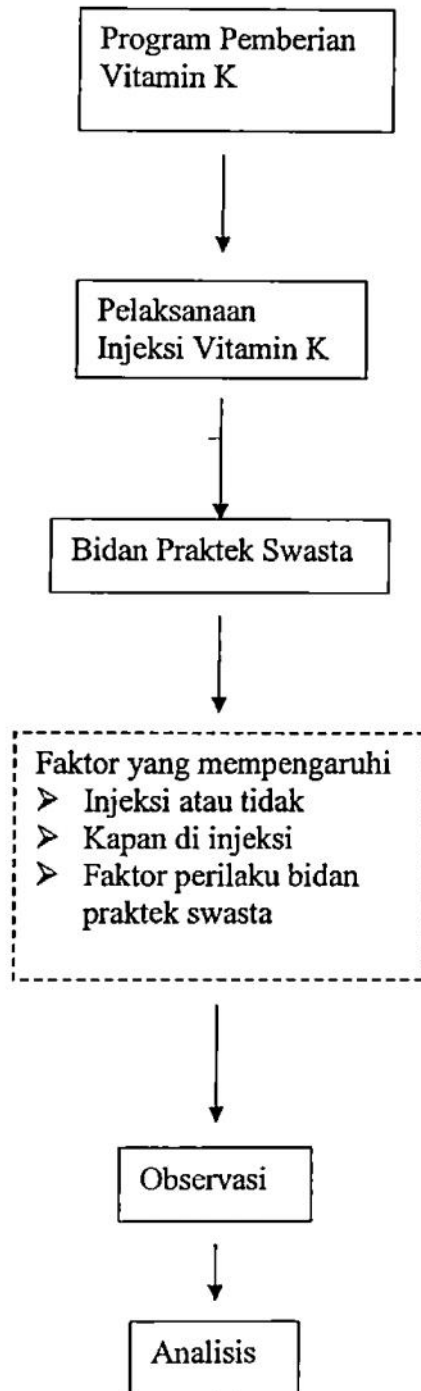 Program Pemberian
Vitamin K
Pelaksanaan
Injeksi Vitamin K
Bidan Praktek Swasta
Faktor yang mempengaruhi
➢ Injeksi atau tidak
➢ Kapan di injeksi
➢ Faktor perilaku bidan
praktek swasta
Observasi
Analisis